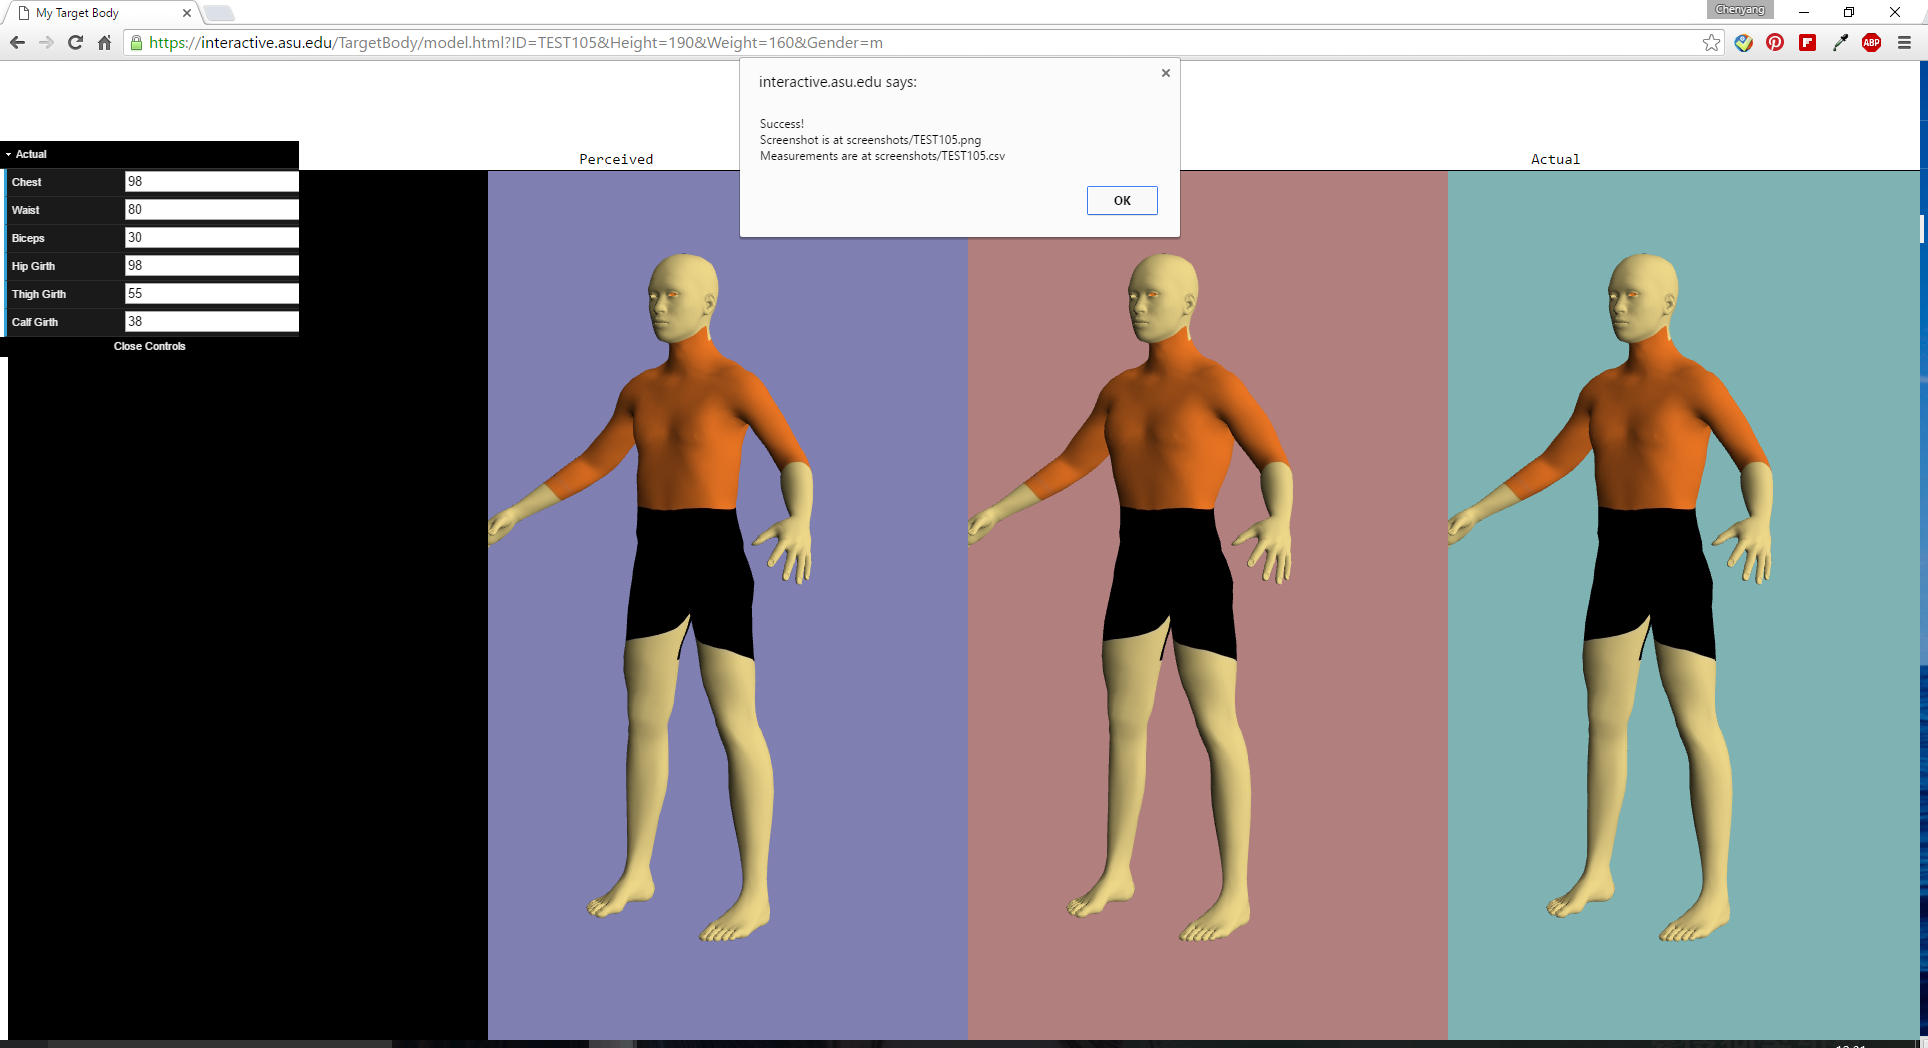 My Target Body
Chenyang
https://interactive.asu.edu/TargetBody/model.html?ID=TEST105&Height=190&Weight=160&Gender=m
ABP
interactive.asu.edu says:
Success!
Screenshot is at screenshots/TEST105.png
Measurements are at screenshots/TEST105.csv
OK
Perceived
Actual
Actual
Chest 98
Waist 80
Biceps 30
Hip Girth 98
Thigh Girth 55
Calf Girth 38
Close Controls